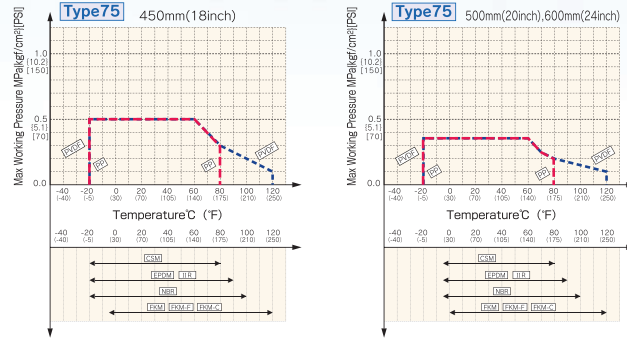 Type75 450mm(18inch)
Max Working Pressure MPa[kgf/cm²][PSI]
1.0
[10.2]
[150]
0.5
[5.1]
[70]
0.0
PVDF
PP
PP
PVDF
-40 -20 0 20 40 60 80 100 120
(-40) (-5) (30) (70) (105) (140) (175) (210) (250)
Temperature℃ (°F)
-40 -20 0 20 40 60 80 100 120
(-40) (-5) (30) (70) (105) (140) (175) (210) (250)
CSM
EPDM IIR
NBR
FKM FKM-F FKM-C
Type75 500mm(20inch),600mm(24inch)
Max Working Pressure MPa[kgf/cm²][PSI]
1.0
[10.2]
[150]
0.5
[5.1]
[70]
0.0
PVDF
PP
PP
PVDF
-40 -20 0 20 40 60 80 100 120
(-40) (-5) (30) (70) (105) (140) (175) (210) (250)
Temperature℃ (°F)
-40 -20 0 20 40 60 80 100 120
(-40) (-5) (30) (70) (105) (140) (175) (210) (250)
CSM
EPDM IIR
NBR
FKM FKM-F FKM-C